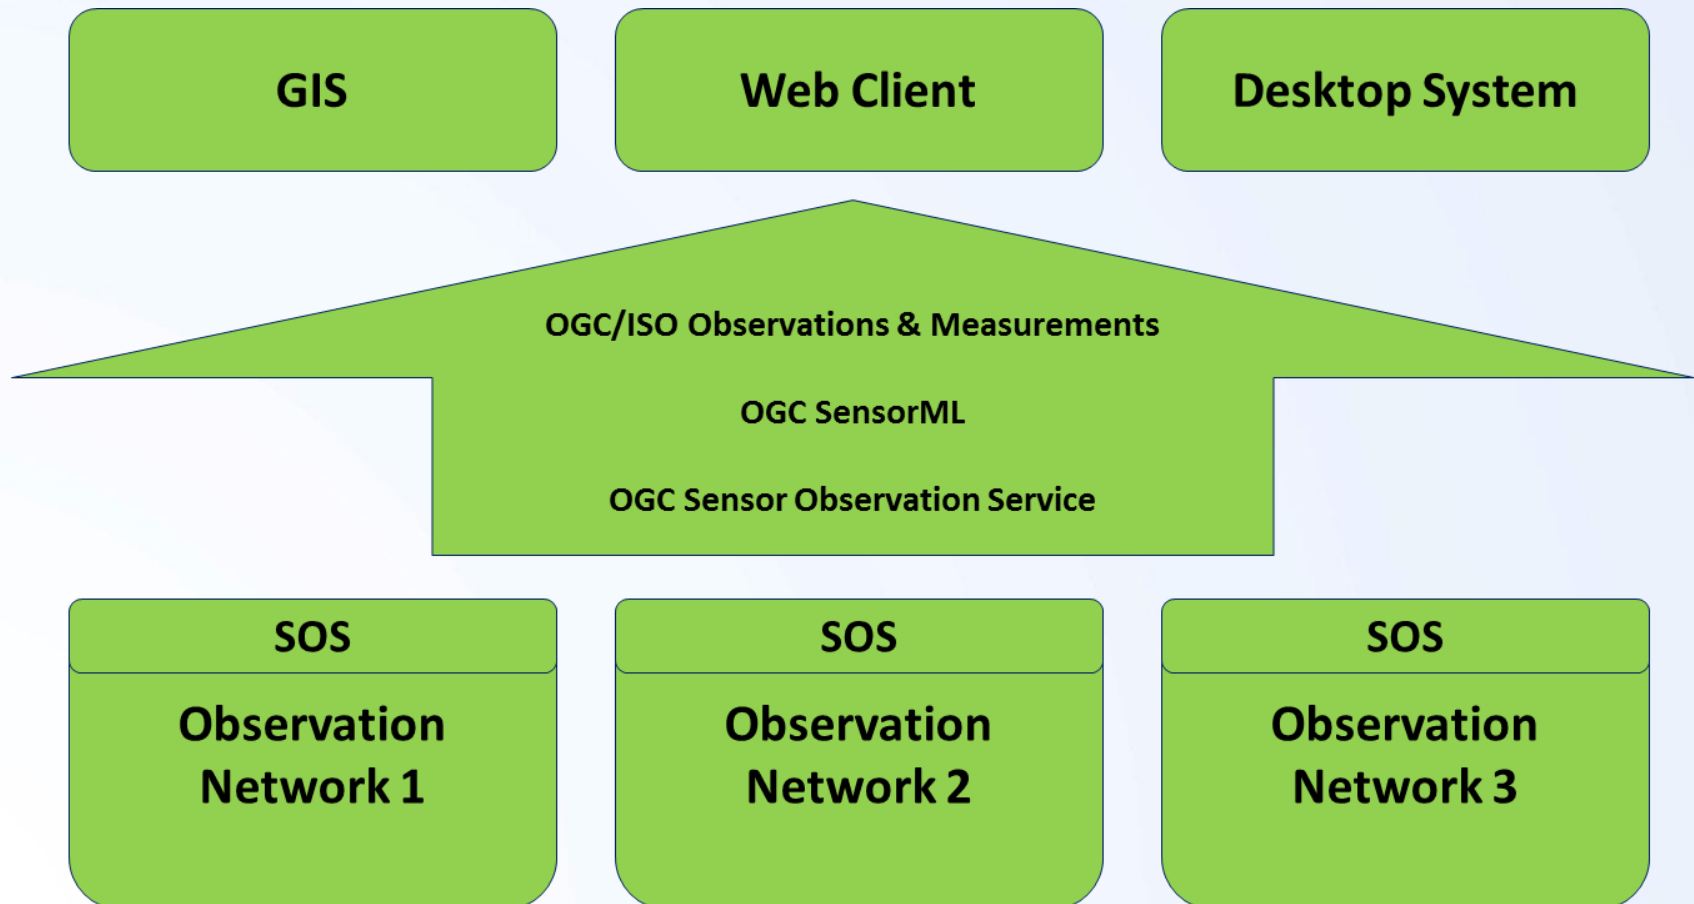 GIS
Web Client
Desktop System
OGC/ISO Observations & Measurements
OGC SensorML
OGC Sensor Observation Service
SOS
Observation
Network 1
SOS
Observation
Network 2
SOS
Observation
Network 3